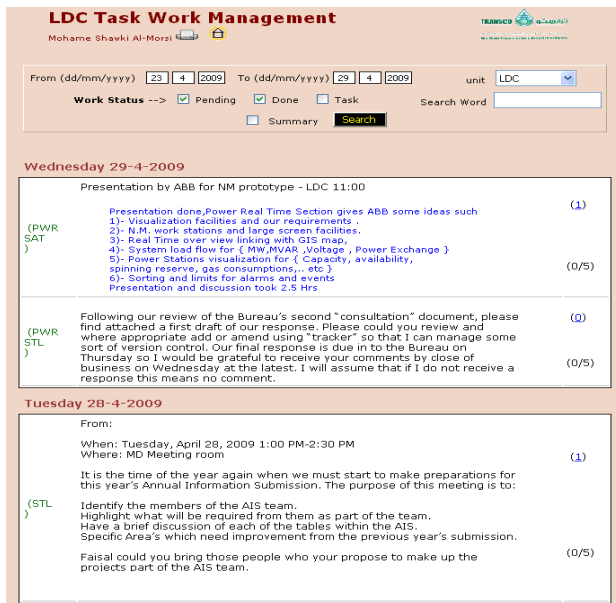 LDC Task Work Management
TRANSCO
Mohame Shawki Al-Morsi
From (dd/mm/yyyy) 23 4 2009 To (dd/mm/yyyy) 29 4 2009 unit LDC
Work Status --> Pending Done Task Search Word
Summary Search
Wednesday 29-4-2009
Presentation by ABB for NM prototype - LDC 11:00
(1)
Presentation done,Power Real Time Section gives ABB some ideas such
1)- Visualization facilities and our requirements .
2)- N.M. work stations and large screen facilities.
(PWR
SAT
)
3)- Real Time over view linking with GIS map,
4)- System load flow for { MW,MVAR ,Voltage , Power Exchange }
5)- Power Stations visualization for { Capacity, availability,
spinning reserve, gas consumptions,.. etc }
(0/5)
6)- Sorting and limits for alarms and events
Presentation and discussion took 2.5 Hrs
Following our review of the Bureau's second "consultation" document, please
(0)
find attached a first draft of our response. Please could you review and
(PWR
STL
)
where appropriate add or amend using "tracker" so that I can manage some
sort of version control. Our final response is due in to the Bureau on
Thursday so I would be grateful to receive your comments by close of
(0/5)
business on Wednesday at the latest. I will assume that if I do not receive a
response this means no comment.
Tuesday 28-4-2009
From:
When: Tuesday, April 28, 2009 1:00 PM-2:30 PM
Where: MD Meeting room
(1)
It is the time of the year again when we must start to make preparations for
this year's Annual Information Submission. The purpose of this meeting is to:
(STL
)
Identify the members of the AIS team.
Highlight what will be required from them as part of the team.
Have a brief discussion of each of the tables within the AIS.
Specific Area's which need improvement from the previous year's submission.
(0/5)
Faisal could you bring those people who your propose to make up the
projects part of the AIS team.